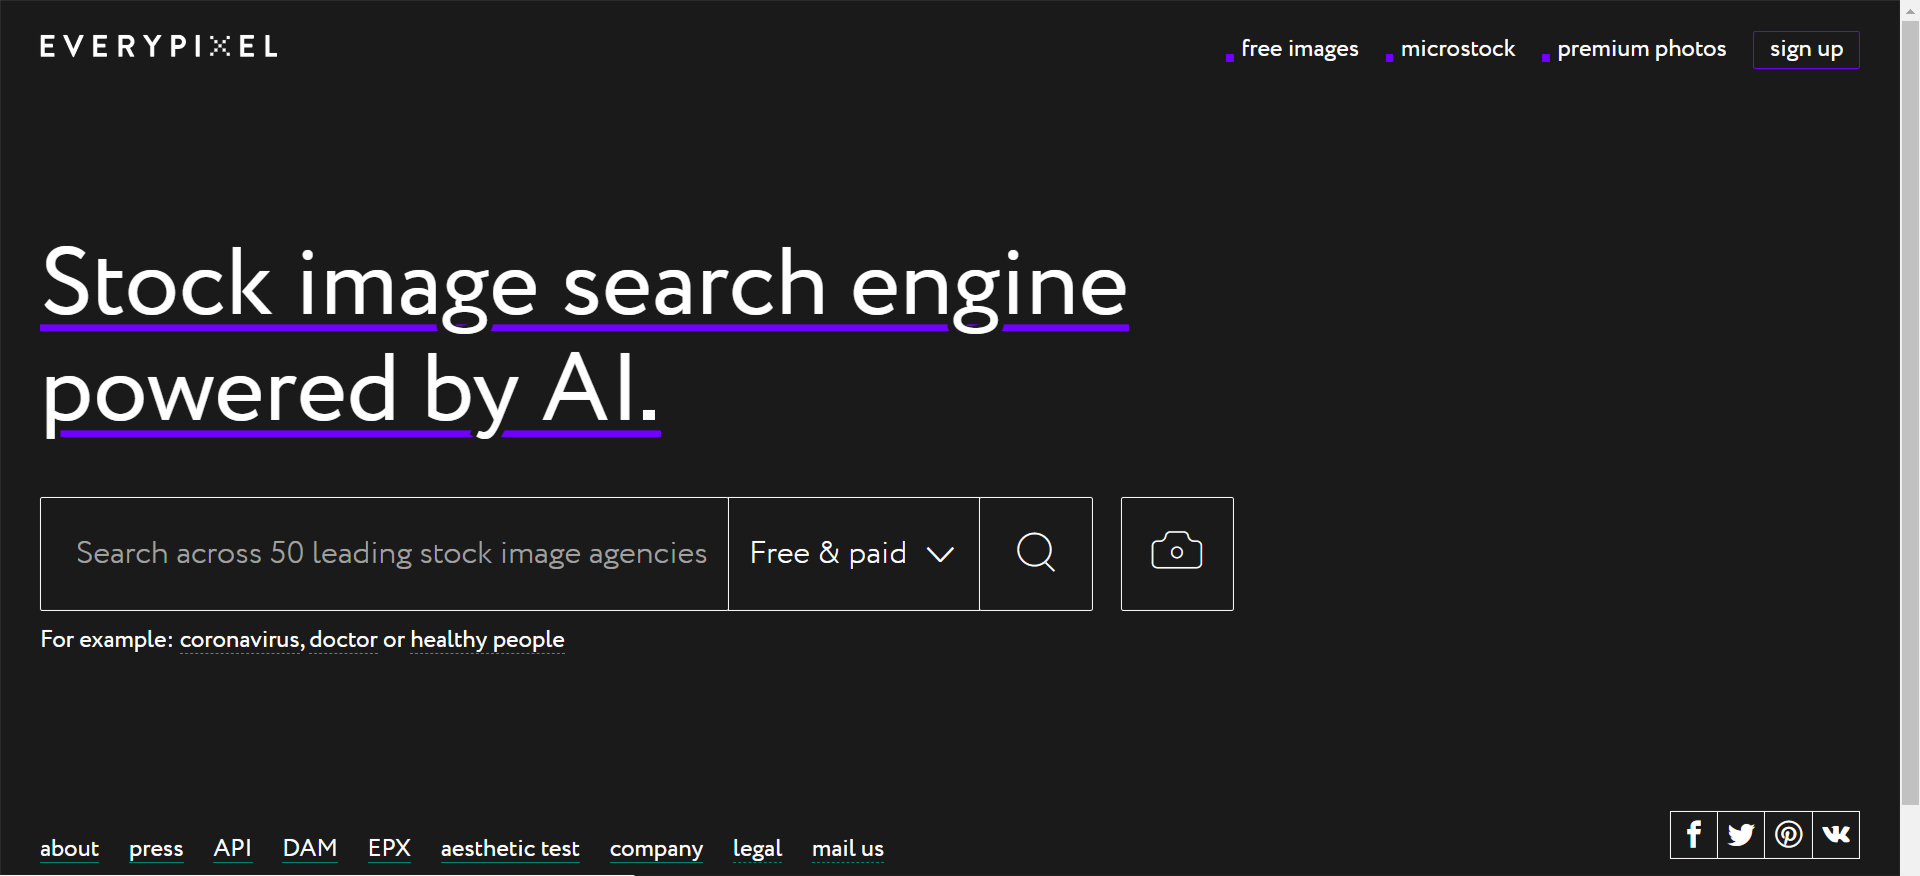 EVERYPIXEL
free images microstock premium photos sign up
Stock image search engine
powered by AI.
Search across 50 leading stock image agencies Free & paid
For example: coronavirus, doctor or healthy people
about press API DAM EPX aesthetic test company legal mail us